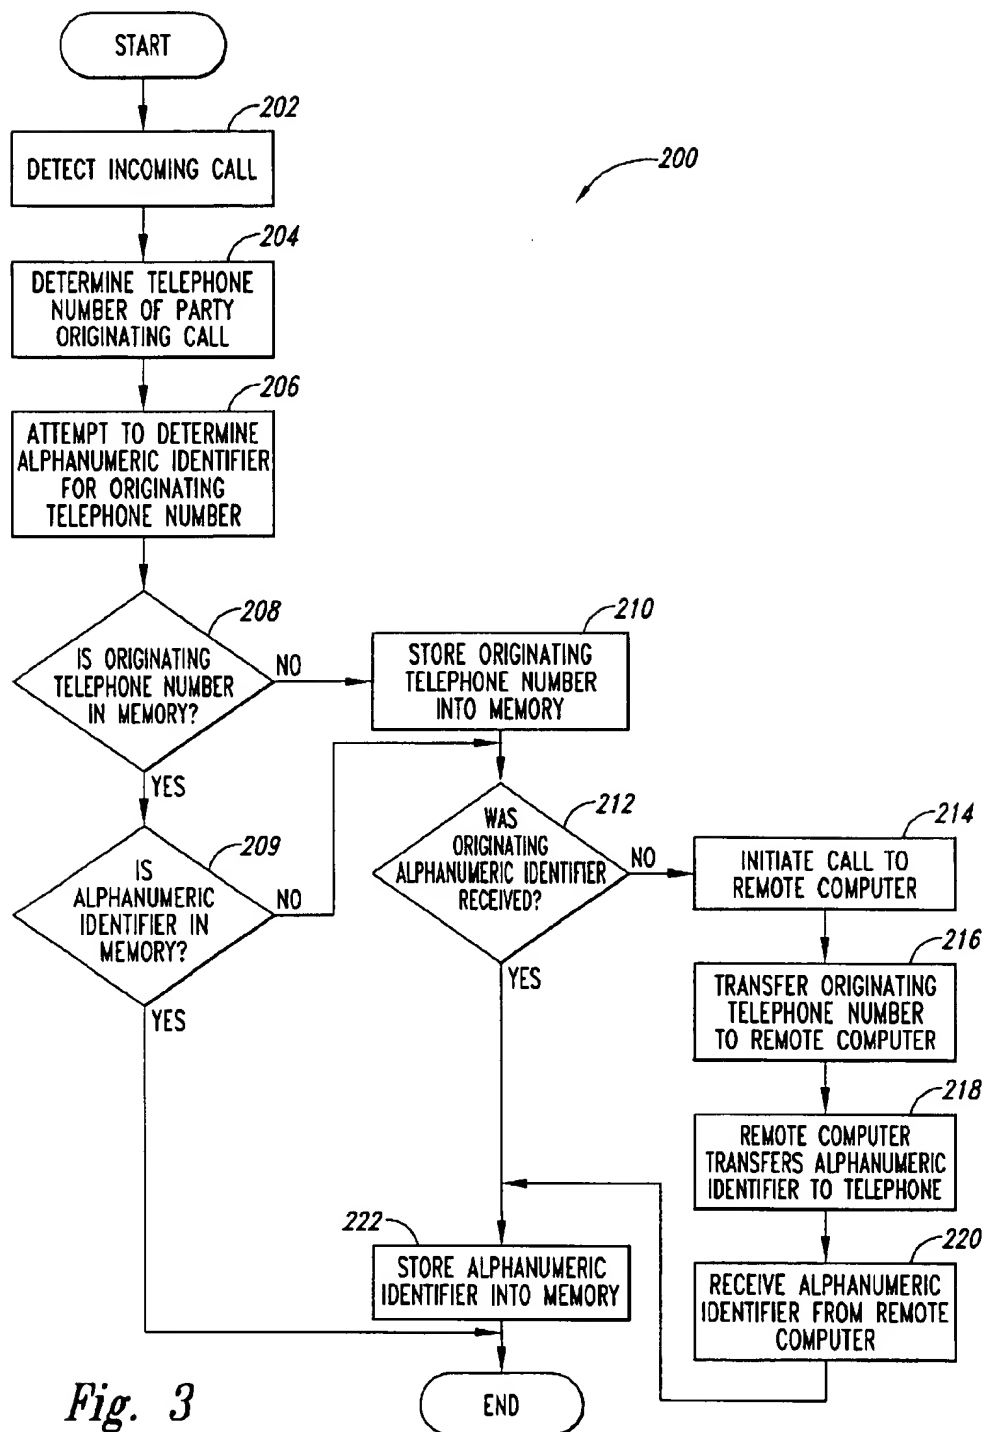 START
202
DETECT INCOMING CALL
200
204
DETERMINE TELEPHONE
NUMBER OF PARTY
ORIGINATING CALL
206
ATTEMPT TO DETERMINE
ALPHANUMERIC IDENTIFIER
FOR ORIGINATING
TELEPHONE NUMBER
208
IS ORIGINATING
TELEPHONE NUMBER
IN MEMORY?
NO
YES
210
STORE ORIGINATING
TELEPHONE NUMBER
INTO MEMORY
209
IS
ALPHANUMERIC
IDENTIFIER IN
MEMORY?
NO
YES
212
WAS
ORIGINATING
ALPHANUMERIC IDENTIFIER
RECEIVED?
NO
YES
214
INITIATE CALL TO
REMOTE COMPUTER
216
TRANSFER ORIGINATING
TELEPHONE NUMBER
TO REMOTE COMPUTER
218
REMOTE COMPUTER
TRANSFERS ALPHANUMERIC
IDENTIFIER TO TELEPHONE
220
RECEIVE ALPHANUMERIC
IDENTIFIER FROM REMOTE
COMPUTER
222
STORE ALPHANUMERIC
IDENTIFIER INTO MEMORY
END
Fig. 3